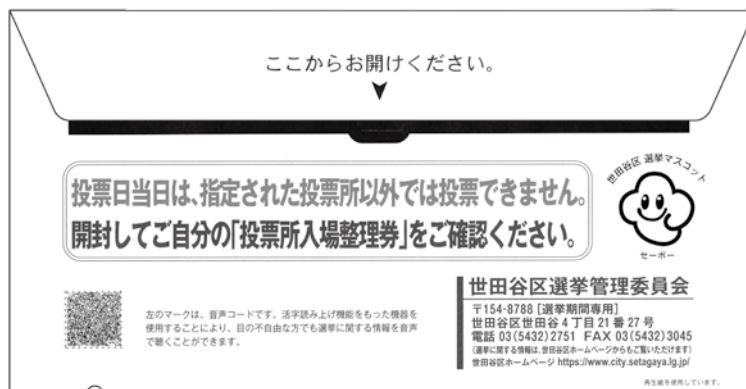 ここからお開けください。
投票日当日は、指定された投票所以外では投票できません。
開封してご自分の「投票所入場整理券」をご確認ください。
世田谷区 選挙マスコット
セーボー
左のマークは、音声コードです。活字読み上げ機能をもった機器を
使用することにより、目の不自由な方でも選挙に関する情報を音声
で聴くことができます。
世田谷区選挙管理委員会
〒154-8788 [選挙期間専用]
世田谷区世田谷4丁目21番27号
電話 03(5432)2751 FAX 03(5432)3045
(選挙に関する情報は、世田谷区ホームページからもご覧いただけます)
世田谷区ホームページ https://www.city.setagaya.lg.jp/
再生紙を使用しています。